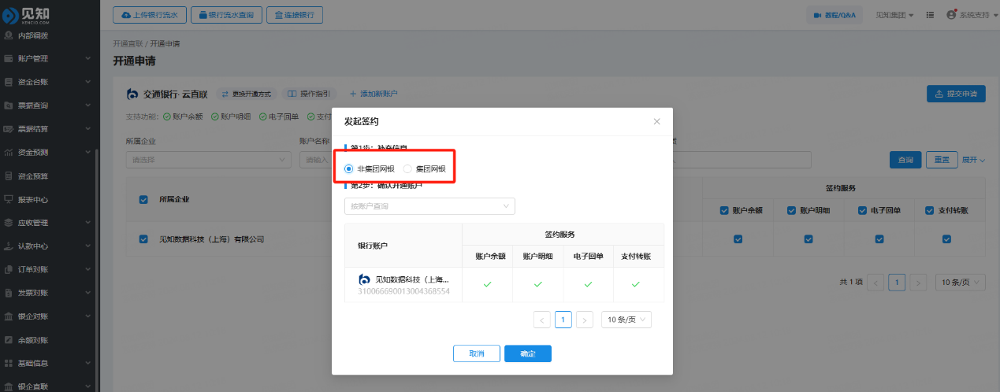 见知
KENCIO.COM
上传银行流水
银行流水查询
连接银行
教程/Q&A
见知集团
系统支持
内部调拨
账户管理
资金台账
票据查询
票据结算
资金预测
资金预算
报表中心
应收管理
认款中心
订单对账
发票对账
银企对账
余额对账
基础信息
银企直联
开通直联 / 开通申请
开通申请
交通银行· 云直联
更换开通方式
操作指引
+ 添加新账户
提交申请
支持功能:
账户余额
账户明细
电子回单
支付
所属企业
账户名称
请选择
请输入
查询
重置
展开
所属企业
签约服务
账户余额
账户明细
电子回单
支付转账
见知数据科技（上海）有限公司
共 1 项
<
1
>
10 条/页
发起签约
第1步：补充信息
非集团网银
集团网银
第2步：确认开通账户
按账户查询
银行账户
签约服务
账户余额
账户明细
电子回单
支付转账
见知数据科技（上海...
310066690013004368554
<
1
>
10 条/页
取消
确定